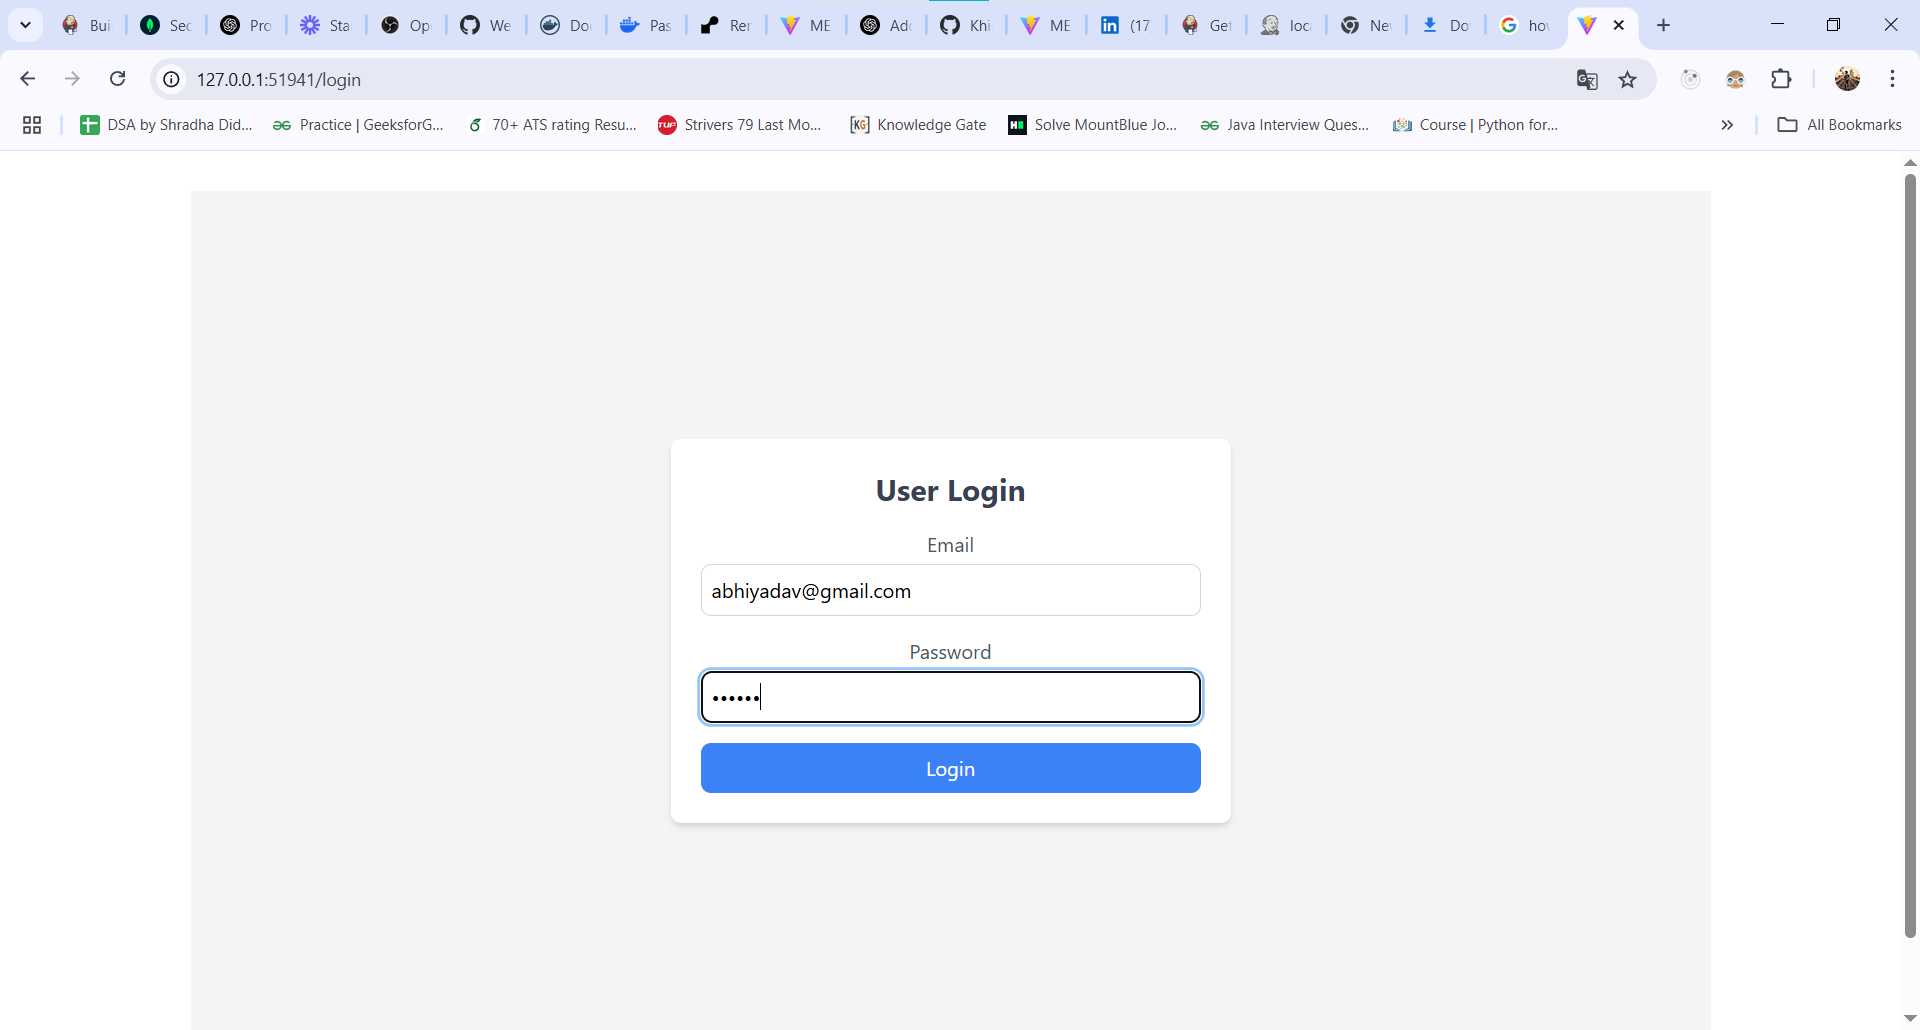 Bui
Sec
Pro
Sta
Op
We
Do
Pas
Rer
ME
Ad
Khi
ME
(17
Get
loc
Ne
Do
hov
127.0.0.1:51941/login
DSA by Shradha Did...
Practice | GeeksforG...
70+ ATS rating Resu...
TUF
Strivers 79 Last Mo...
[KG]
Knowledge Gate
Solve MountBlue Jo...
Java Interview Ques...
Course | Python for...
All Bookmarks
User Login
Email
abhiyadav@gmail.com
Password
••••••
Login